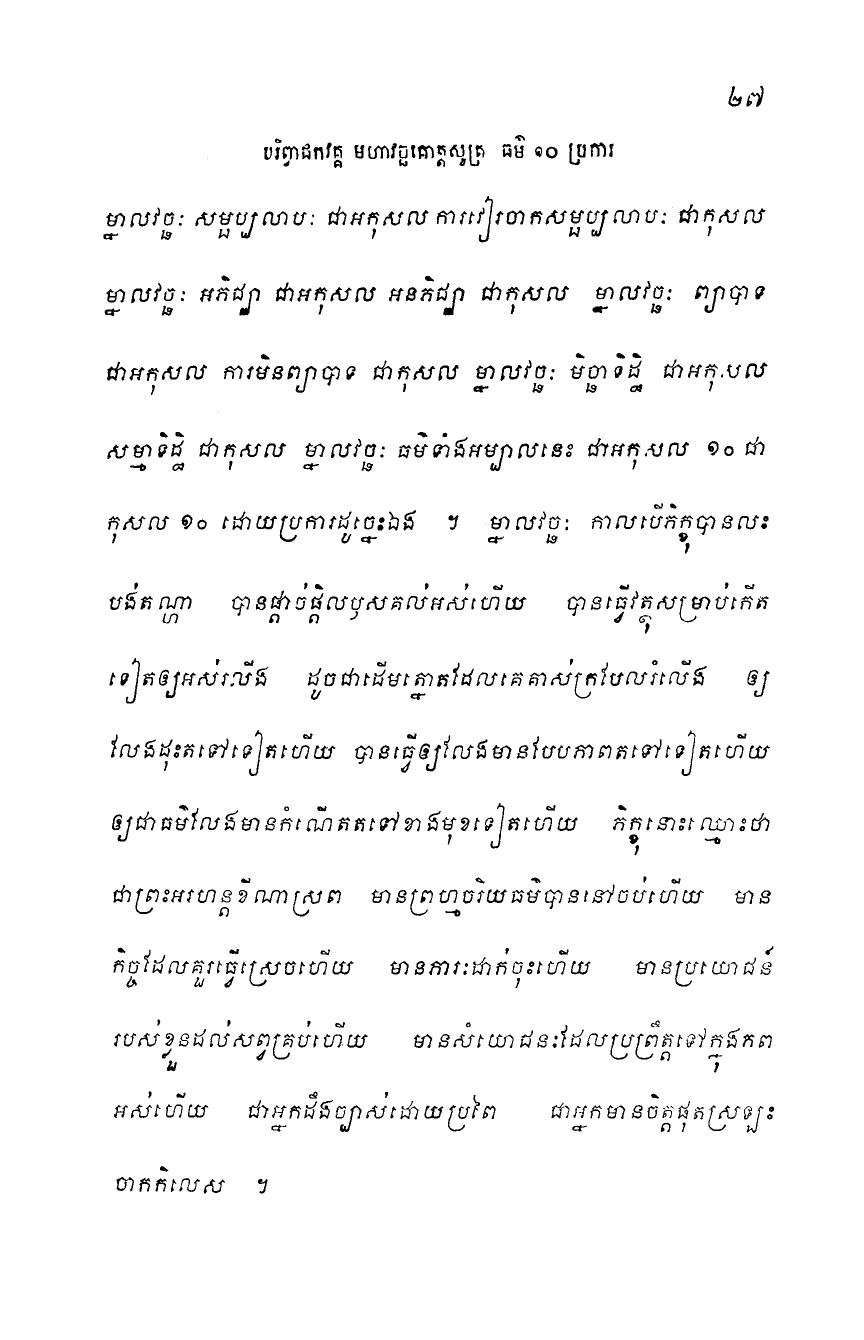 ២៧
បរិព្វាជកវគ្គ មហាវច្ឆគោត្តសូត្រ ធម៌ ១០ ប្រការ
ម្នាលវច្ឆៈ សម្ផប្បលាបៈ ជាអកុសល ការវៀរចាកសម្ផប្បលាបៈ ជាកុសល
ម្នាលវច្ឆៈ អភិជ្ឈា ជាអកុសល អនភិជ្ឈា ជាកុសល ម្នាលវច្ឆៈ ព្យាបាទ
ជាអកុសល ការមិនព្យាបាទ ជាកុសល ម្នាលវច្ឆៈ មិច្ឆាទិដ្ឋិ ជាអកុសល
សម្មាទិដ្ឋិ ជាកុសល ម្នាលវច្ឆៈ ធម៌ទាំងអម្បាលនេះ ជាអកុសល ១០ ជា
កុសល ១០ ដោយប្រការដូច្នេះឯង ។ ម្នាលវច្ឆៈ កាលបើភិក្ខុបានលះ
បង់តណ្ហា បានផ្តាច់ផ្តិលឫសគល់អស់ហើយ បានធ្វើវត្ថុសម្រាប់កើត
ទៀតឲ្យអស់រលីង ដូចជាដើមត្នោតដែលគេគាស់ក្របែលរំលើង ឲ្យ
លែងដុះតទៅទៀតហើយ បានធ្វើឲ្យលែងមានបែបភាពតទៅទៀតហើយ
ឲ្យជាធម៌លែងមានកំណើតតទៅខាងមុខទៀតហើយ ភិក្ខុនោះឈ្មោះថា
ជាព្រះអរហន្តខីណាស្រព មានព្រហ្មចរិយធម៌បាននៅចប់ហើយ មាន
កិច្ចដែលគួរធ្វើស្រេចហើយ មានភារៈដាក់ចុះហើយ មានប្រយោជន៍
របស់ខ្លួនដល់សព្វគ្រប់ហើយ មានសំយោជនៈដែលប្រព្រឹត្តទៅក្នុងភព
អស់ហើយ ជាអ្នកដឹងច្បាស់ដោយប្រពៃ ជាអ្នកមានចិត្តផុតស្រឡះ
ចាកកិលេស ។